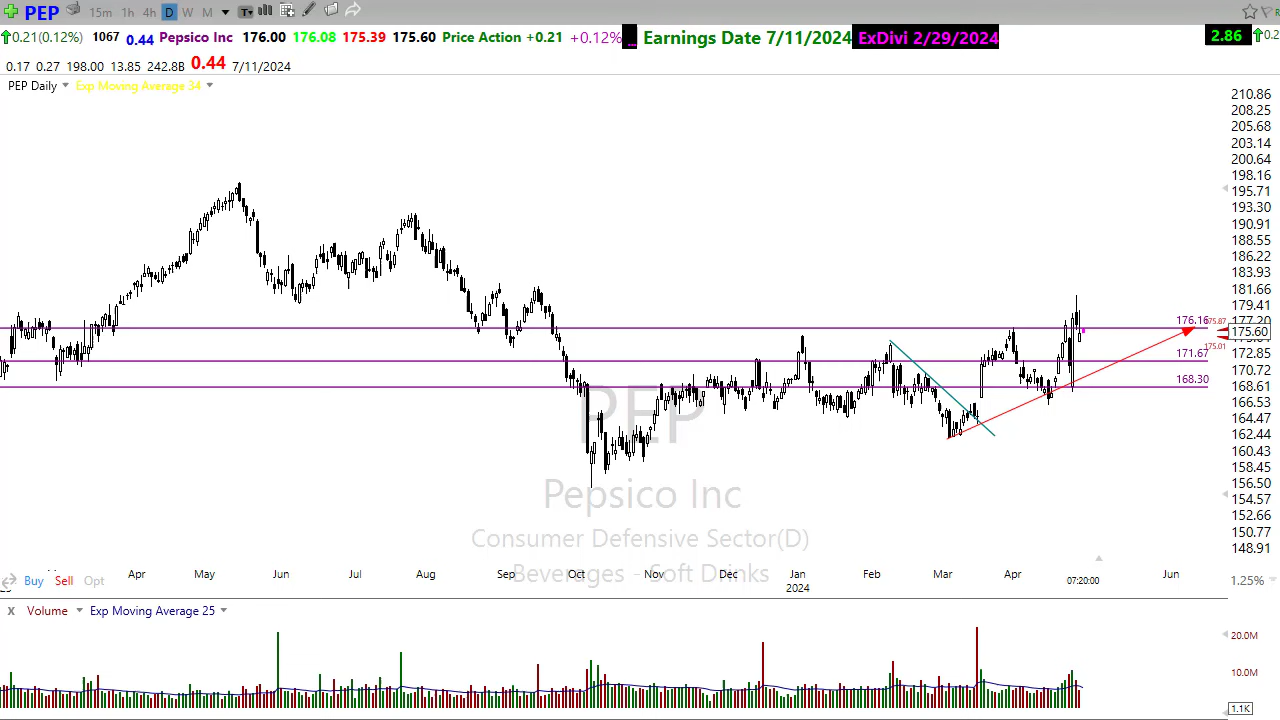 PEP 15m 1h 4h D W M T
0.21(0.12%) 1067 0.44 Pepsico Inc 176.00 176.08 175.39 175.60 Price Action +0.21 +0.12% ... Earnings Date 7/11/2024 ExDivi 2/29/2024 2.86 0.2
0.17 0.27 198.00 13.85 242.8B 0.44 7/11/2024
PEP Daily Exp Moving Average 34
210.86
208.25
205.68
203.14
200.64
198.16
195.71
193.30
190.91
188.55
186.22
183.93
181.66
179.41
176.16 175.87 177.20
175.60
175.01
171.67 172.85
170.72
168.30 168.61
166.53
164.47
162.44
160.43
158.45
156.50
154.57
152.66
150.77
148.91
PEP
Pepsico Inc
Consumer Defensive Sector(D)
Beverages - Soft Drinks
Apr May Jun Jul Aug Sep Oct Nov Dec Jan Feb Mar Apr 07:20:00 Jun
2024
Buy Sell Opt 1.25%
X Volume Exp Moving Average 25
20.0M
10.0M
1.1K